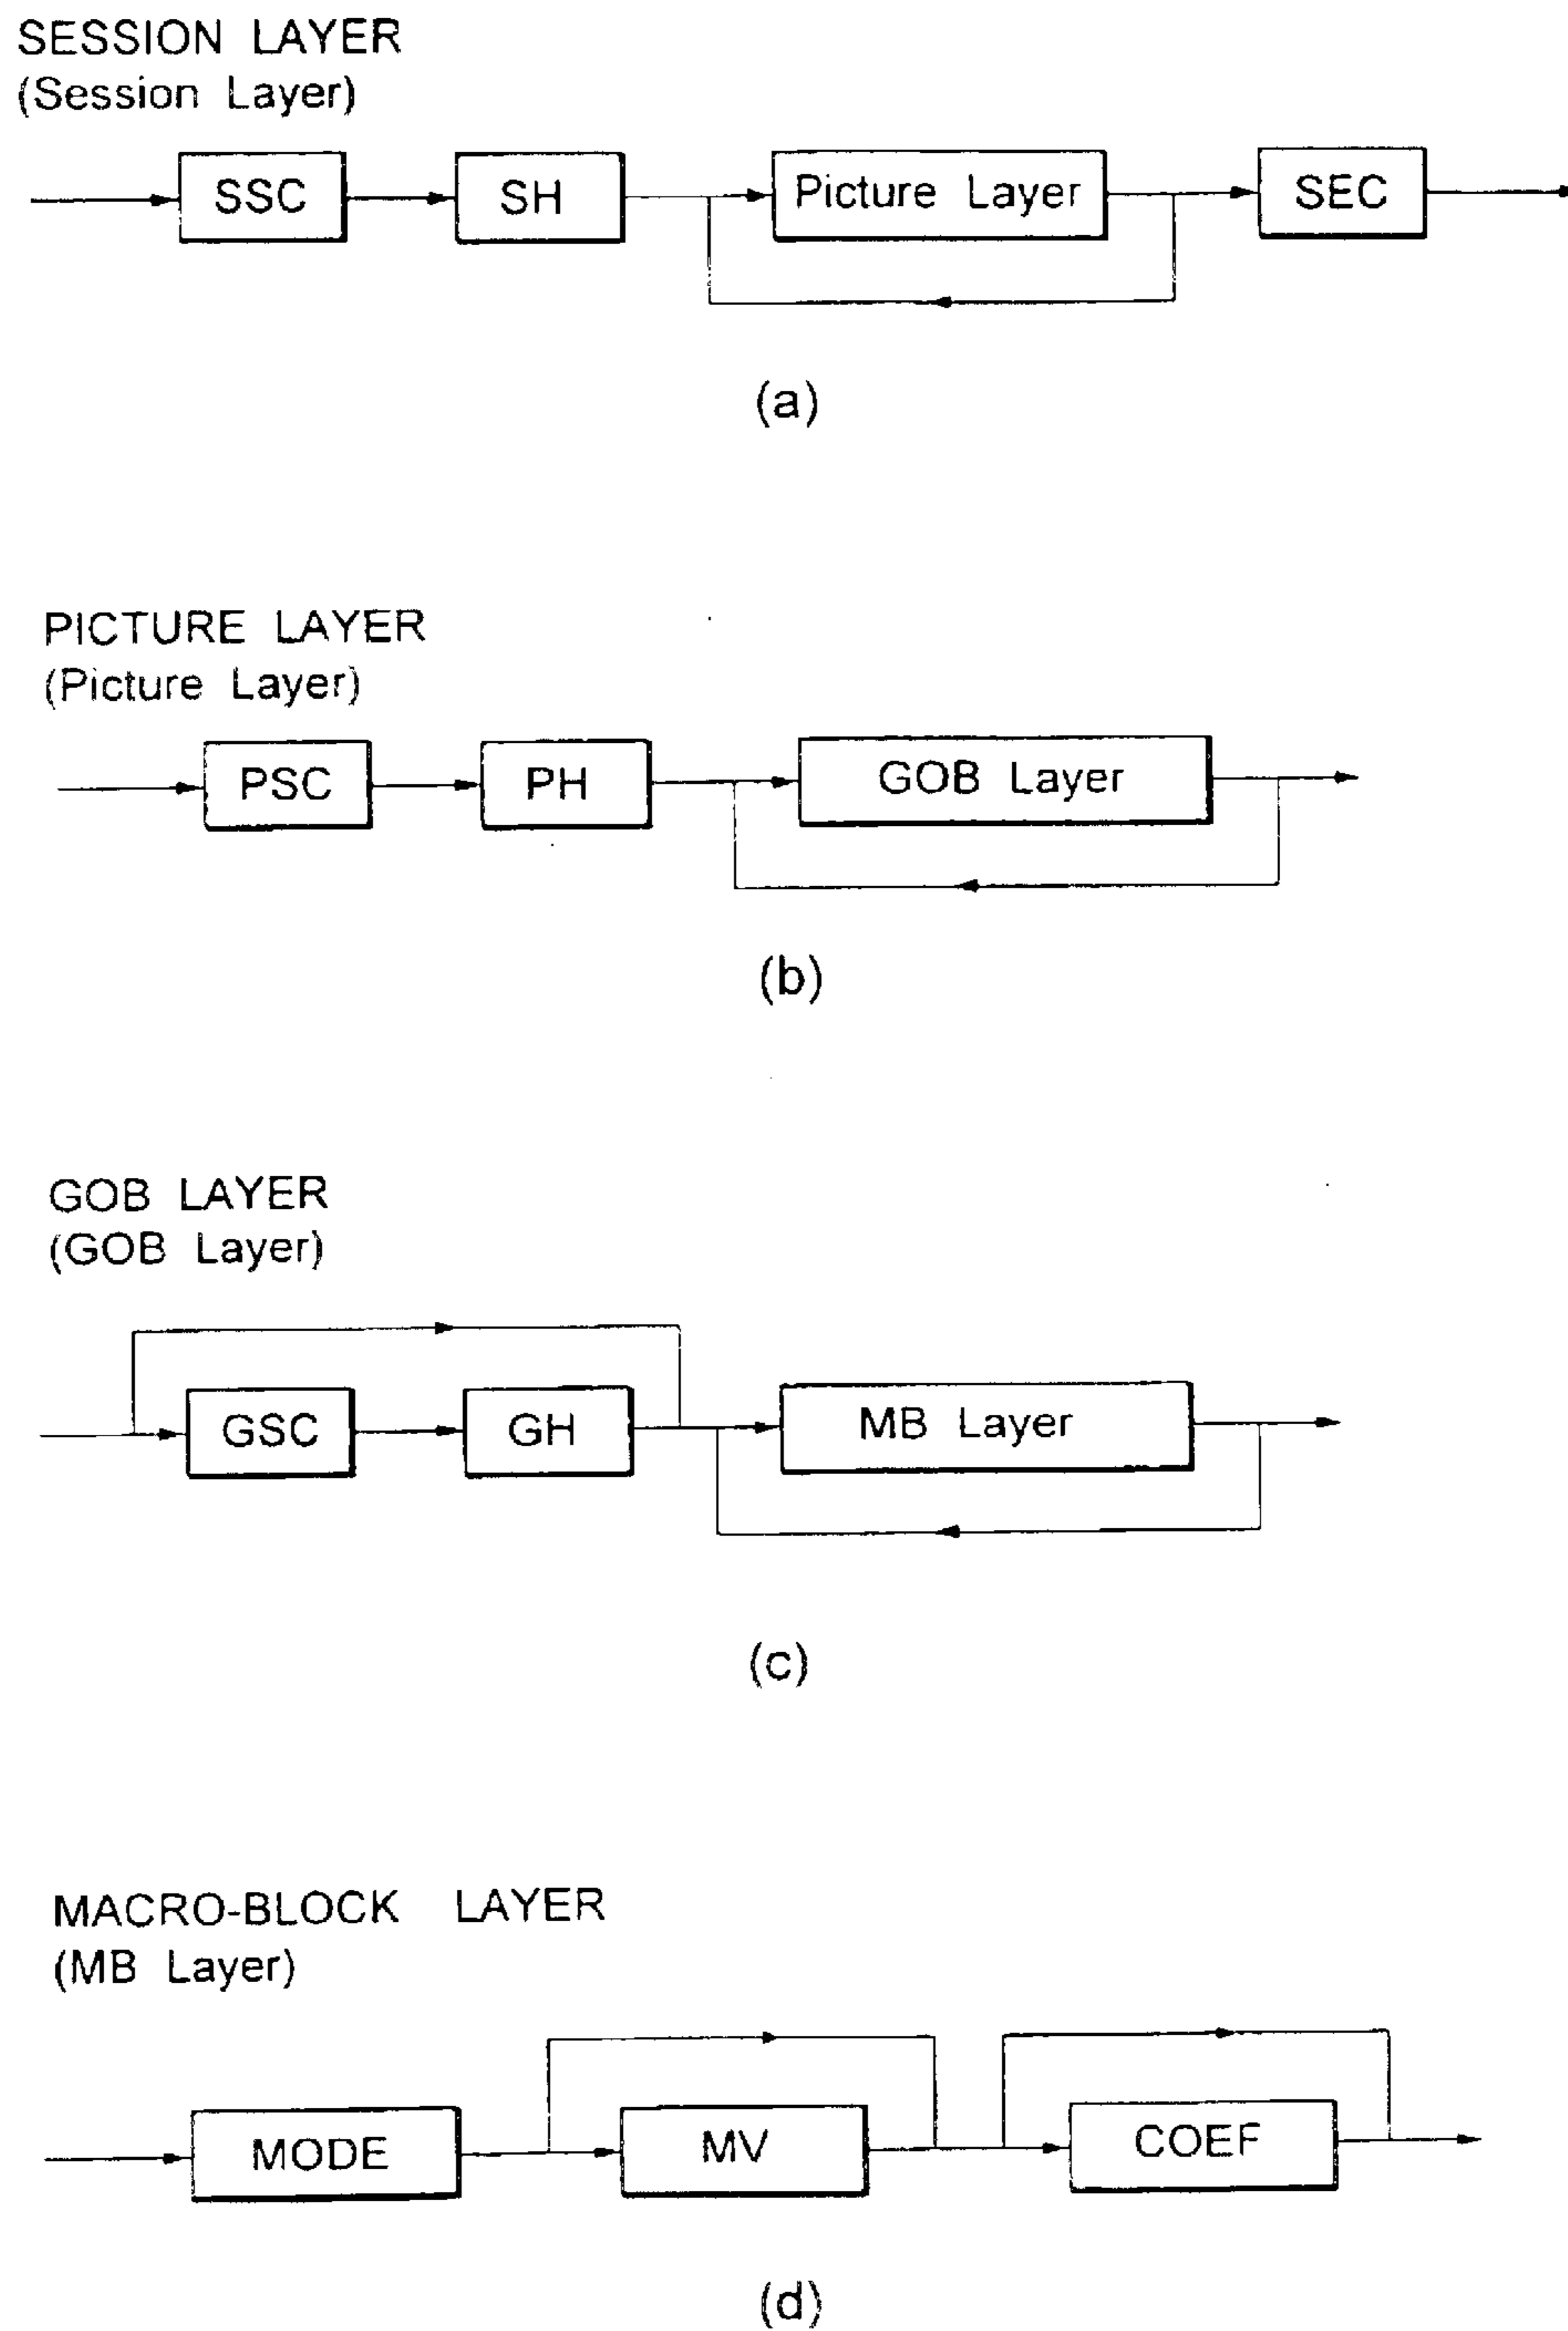 SESSION LAYER
(Session Layer)
SSC SH Picture Layer SEC
(a)
PICTURE LAYER
(Picture Layer)
PSC PH GOB Layer
(b)
GOB LAYER
(GOB Layer)
GSC GH MB Layer
(c)
MACRO-BLOCK LAYER
(MB Layer)
MODE MV COEF
(d)